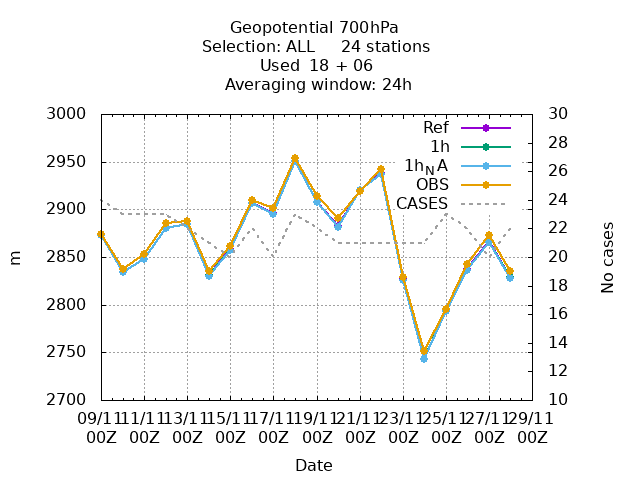 Geopotential 700hPa
Selection: ALL 24 stations
Used 18 + 06
Averaging window: 24h
3000
2950
2900
2850
2800
2750
2700
m
30
28
26
24
22
20
18
16
14
12
10
No cases
Ref
1h
1h_NA
OBS
CASES
09/11 11/11 13/11 15/11 17/11 19/11 21/11 23/11 25/11 27/11 29/11
00Z 00Z 00Z 00Z 00Z 00Z 00Z 00Z 00Z 00Z 00Z
Date